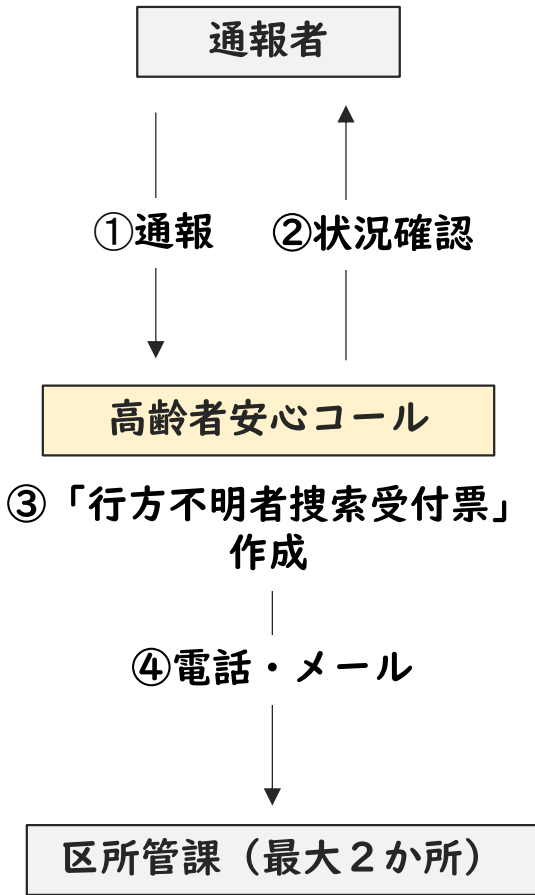 通報者
①通報
②状況確認
高齢者安心コール
③「行方不明者捜索受付票」
作成
④電話・メール
区所管課（最大２か所）